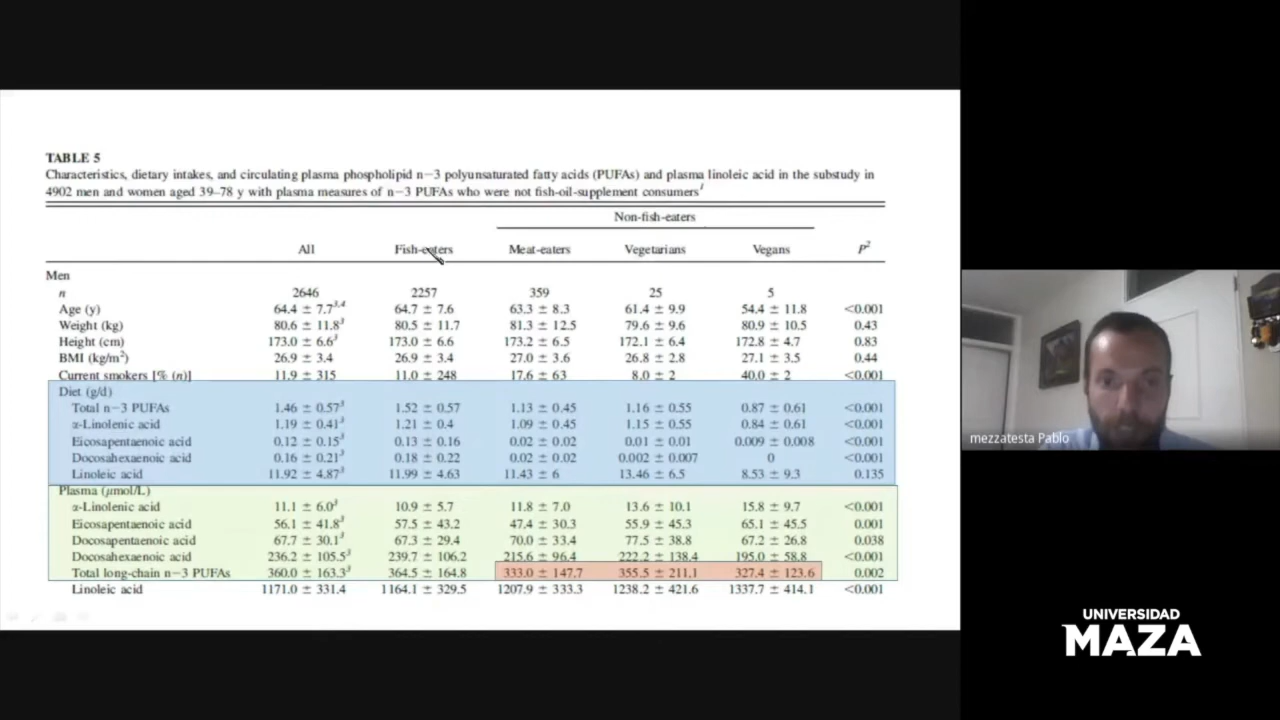 TABLE 5
Characteristics, dietary intakes, and circulating plasma phospholipid n−3 polyunsaturated fatty acids (PUFAs) and plasma linoleic acid in the substudy in
4902 men and women aged 39–78 y with plasma measures of n−3 PUFAs who were not fish-oil-supplement consumers¹
Non-fish-eaters
All Fish-eaters Meat-eaters Vegetarians Vegans P²
Men
n 2646 2257 359 25 5
Age (y) 64.4 ± 7.7³,⁴ 64.7 ± 7.6 63.3 ± 8.3 61.4 ± 9.9 54.4 ± 11.8 <0.001
Weight (kg) 80.6 ± 11.8³ 80.5 ± 11.7 81.3 ± 12.5 79.6 ± 9.6 80.9 ± 10.5 0.43
Height (cm) 173.0 ± 6.6³ 173.0 ± 6.6 173.2 ± 6.5 172.1 ± 6.4 172.8 ± 4.7 0.83
BMI (kg/m²) 26.9 ± 3.4 26.9 ± 3.4 27.0 ± 3.6 26.8 ± 2.8 27.1 ± 3.5 0.44
Current smokers [% (n)] 11.9 ± 315 11.0 ± 248 17.6 ± 63 8.0 ± 2 40.0 ± 2 <0.001
Diet (g/d)
Total n−3 PUFAs 1.46 ± 0.57³ 1.52 ± 0.57 1.13 ± 0.45 1.16 ± 0.55 0.87 ± 0.61 <0.001
α-Linolenic acid 1.19 ± 0.41³ 1.21 ± 0.4 1.09 ± 0.45 1.15 ± 0.55 0.84 ± 0.61 <0.001
Eicosapentaenoic acid 0.12 ± 0.15³ 0.13 ± 0.16 0.02 ± 0.02 0.01 ± 0.01 0.009 ± 0.008 <0.001
Docosahexaenoic acid 0.16 ± 0.21³ 0.18 ± 0.22 0.02 ± 0.02 0.002 ± 0.007 0 <0.001
Linoleic acid 11.92 ± 4.87³ 11.99 ± 4.63 11.43 ± 6 13.46 ± 6.5 8.53 ± 9.3 0.135
Plasma (μmol/L)
α-Linolenic acid 11.1 ± 6.0³ 10.9 ± 5.7 11.8 ± 7.0 13.6 ± 10.1 15.8 ± 9.7 <0.001
Eicosapentaenoic acid 56.1 ± 41.8³ 57.5 ± 43.2 47.4 ± 30.3 55.9 ± 45.3 65.1 ± 45.5 0.001
Docosapentaenoic acid 67.7 ± 30.1³ 67.3 ± 29.4 70.0 ± 33.4 77.5 ± 38.8 67.2 ± 26.8 0.038
Docosahexaenoic acid 236.2 ± 105.5³ 239.7 ± 106.2 215.6 ± 96.4 222.2 ± 138.4 195.0 ± 58.8 <0.001
Total long-chain n−3 PUFAs 360.0 ± 163.3³ 364.5 ± 164.8 333.0 ± 147.7 355.5 ± 211.1 327.4 ± 123.6 0.002
Linoleic acid 1171.0 ± 331.4 1164.1 ± 329.5 1207.9 ± 333.3 1238.2 ± 421.6 1337.7 ± 414.1 <0.001
mezzatesta Pablo
UNIVERSIDAD
MAZA